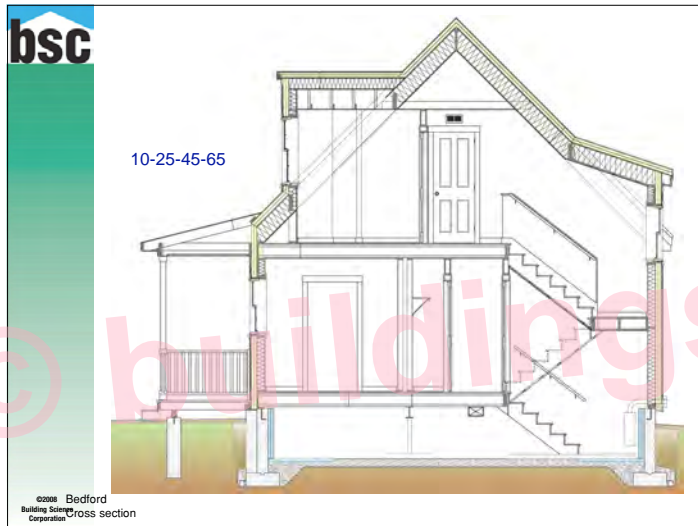 bsc
10-25-45-65
© buildings
©2008
Building Science
Corporation
Bedford
Cross section